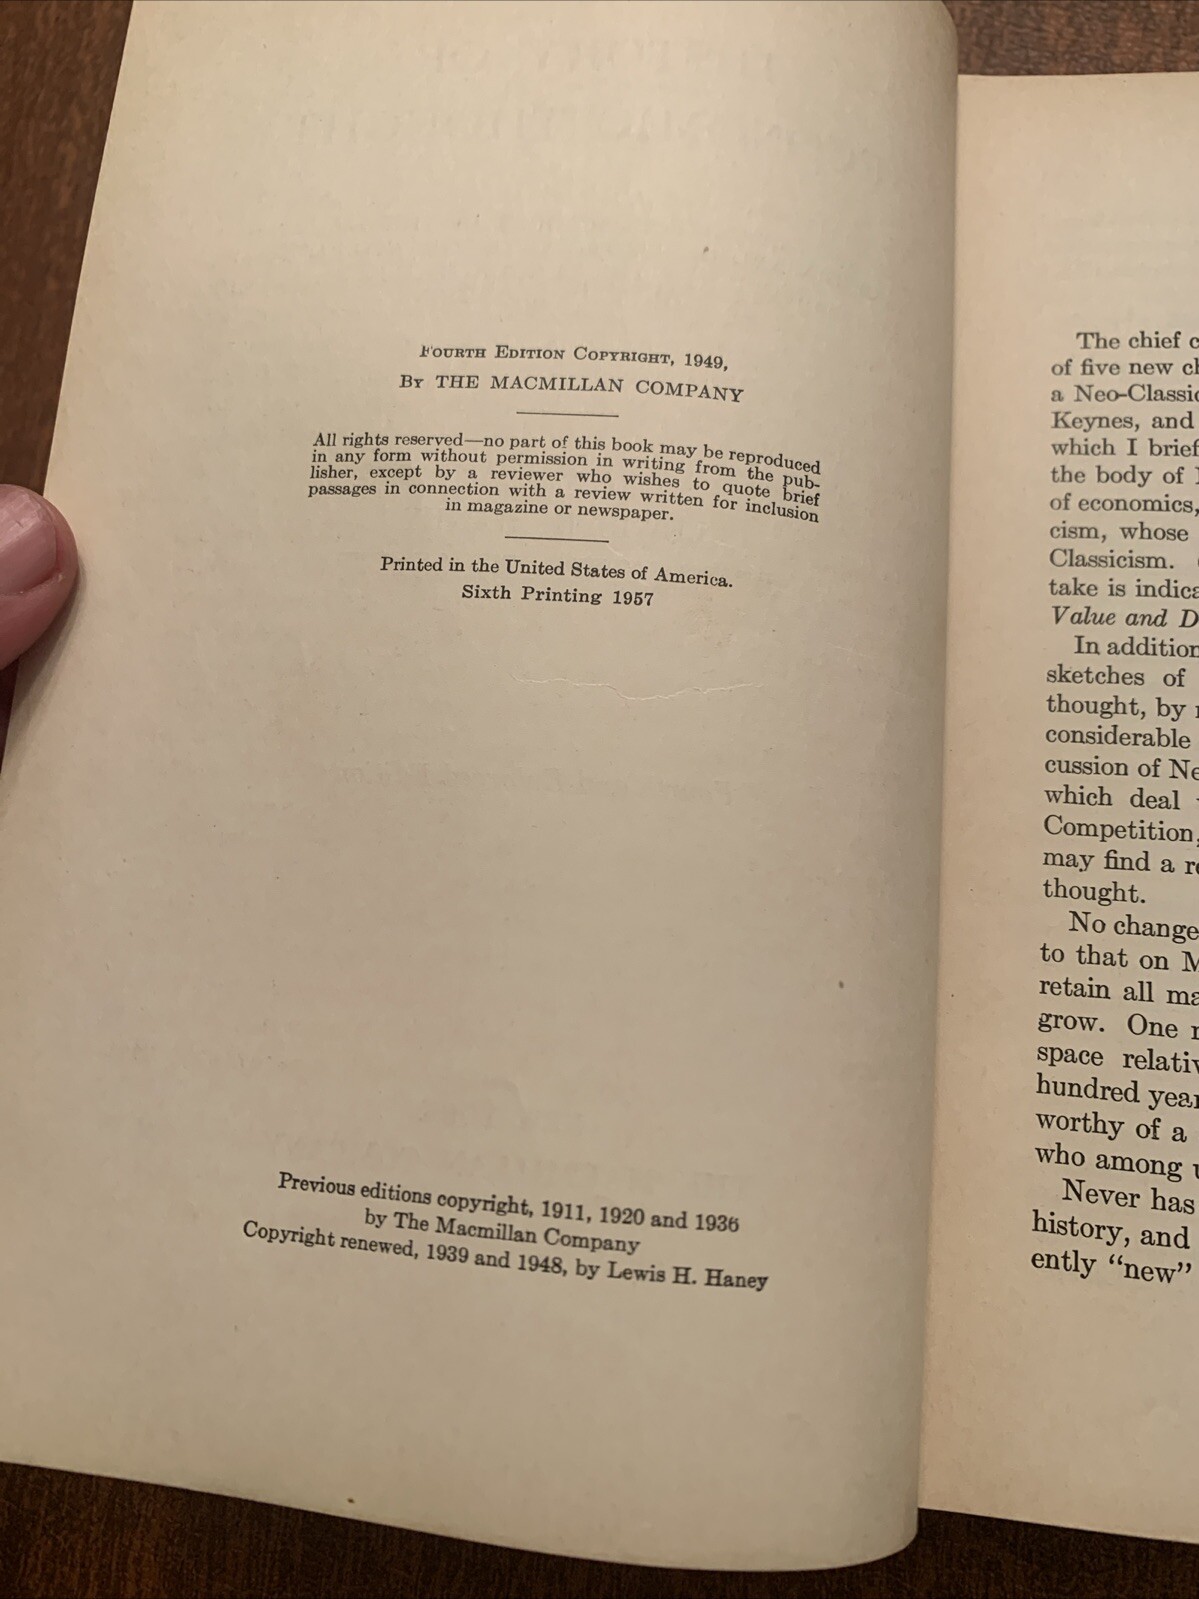 FOURTH EDITION COPYRIGHT, 1949,
BY THE MACMILLAN COMPANY
All rights reserved—no part of this book may be reproduced
in any form without permission in writing from the pub-
lisher, except by a reviewer who wishes to quote brief
passages in connection with a review written for inclusion
in magazine or newspaper.
Printed in the United States of America.
Sixth Printing 1957
Previous editions copyright, 1911, 1920 and 1936
by The Macmillan Company
Copyright renewed, 1939 and 1948, by Lewis H. Haney
The chief
of five new
a Neo-Classic
Keynes, and
which I
the body of
of economics,
cism, whose
Classicism.
take is
Value and
In addition
sketches of
thought, by
considerable
cussion of
which deal
Competition,
may find a
thought.
No change
to that on
retain all
grow. One
space
hundred
worthy of a
who among
Never has
history, and
ently "new"